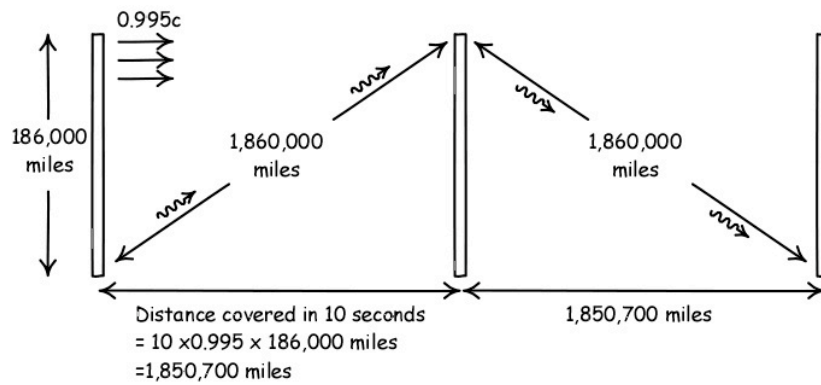 0.995c
186,000
miles
1,860,000
miles
1,860,000
miles
Distance covered in 10 seconds
= 10 x0.995 x 186,000 miles
=1,850,700 miles
1,850,700 miles